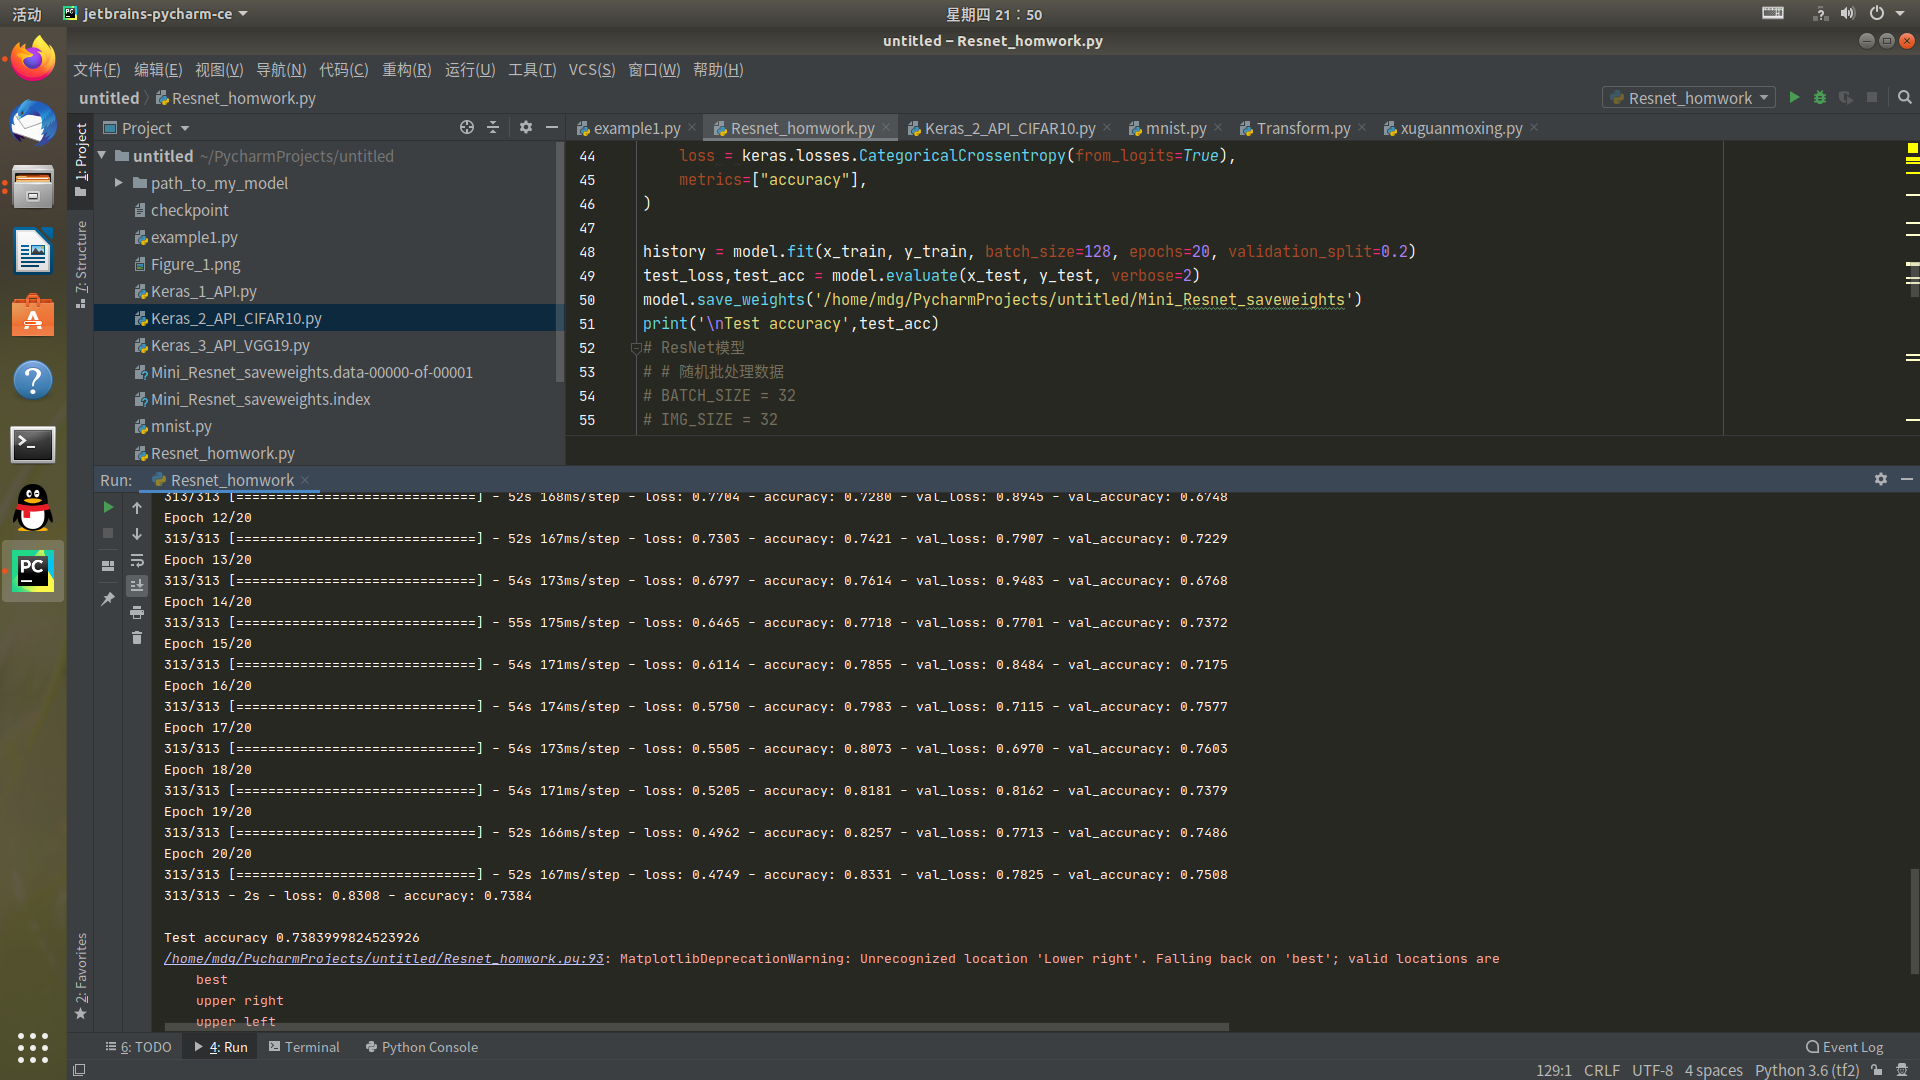 活动 jetbrains-pycharm-ce 星期四 21：50
untitled – Resnet_homwork.py
文件(F) 编辑(E) 视图(V) 导航(N) 代码(C) 重构(R) 运行(U) 工具(T) VCS(S) 窗口(W) 帮助(H)
untitled Resnet_homwork.py Resnet_homwork
Project
example1.py Resnet_homwork.py Keras_2_API_CIFAR10.py mnist.py Transform.py xuguanmoxing.py
1: Project
7: Structure
2: Favorites
untitled ~/PycharmProjects/untitled
path_to_my_model
checkpoint
example1.py
Figure_1.png
Keras_1_API.py
Keras_2_API_CIFAR10.py
Keras_3_API_VGG19.py
Mini_Resnet_saveweights.data-00000-of-00001
Mini_Resnet_saveweights.index
mnist.py
Resnet_homwork.py
44 loss = keras.losses.CategoricalCrossentropy(from_logits=True),
45 metrics=["accuracy"],
46 )
47
48 history = model.fit(x_train, y_train, batch_size=128, epochs=20, validation_split=0.2)
49 test_loss,test_acc = model.evaluate(x_test, y_test, verbose=2)
50 model.save_weights('/home/mdg/PycharmProjects/untitled/Mini_Resnet_saveweights')
51 print('\nTest accuracy',test_acc)
52 # ResNet模型
53 # # 随机批处理数据
54 # BATCH_SIZE = 32
55 # IMG_SIZE = 32
Run: Resnet_homwork
313/313 [==============================] - 52s 168ms/step - loss: 0.7704 - accuracy: 0.7280 - val_loss: 0.8945 - val_accuracy: 0.6748
Epoch 12/20
313/313 [==============================] - 52s 167ms/step - loss: 0.7303 - accuracy: 0.7421 - val_loss: 0.7907 - val_accuracy: 0.7229
Epoch 13/20
313/313 [==============================] - 54s 173ms/step - loss: 0.6797 - accuracy: 0.7614 - val_loss: 0.9483 - val_accuracy: 0.6768
Epoch 14/20
313/313 [==============================] - 55s 175ms/step - loss: 0.6465 - accuracy: 0.7718 - val_loss: 0.7701 - val_accuracy: 0.7372
Epoch 15/20
313/313 [==============================] - 54s 171ms/step - loss: 0.6114 - accuracy: 0.7855 - val_loss: 0.8484 - val_accuracy: 0.7175
Epoch 16/20
313/313 [==============================] - 54s 174ms/step - loss: 0.5750 - accuracy: 0.7983 - val_loss: 0.7115 - val_accuracy: 0.7577
Epoch 17/20
313/313 [==============================] - 54s 173ms/step - loss: 0.5505 - accuracy: 0.8073 - val_loss: 0.6970 - val_accuracy: 0.7603
Epoch 18/20
313/313 [==============================] - 54s 171ms/step - loss: 0.5205 - accuracy: 0.8181 - val_loss: 0.8162 - val_accuracy: 0.7379
Epoch 19/20
313/313 [==============================] - 52s 166ms/step - loss: 0.4962 - accuracy: 0.8257 - val_loss: 0.7713 - val_accuracy: 0.7486
Epoch 20/20
313/313 [==============================] - 52s 167ms/step - loss: 0.4749 - accuracy: 0.8331 - val_loss: 0.7825 - val_accuracy: 0.7508
313/313 - 2s - loss: 0.8308 - accuracy: 0.7384
Test accuracy 0.7383999824523926
/home/mdg/PycharmProjects/untitled/Resnet_homwork.py:93: MatplotlibDeprecationWarning: Unrecognized location 'Lower right'. Falling back on 'best'; valid locations are
best
upper right
upper left
6: TODO 4: Run Terminal Python Console Event Log
129:1 CRLF UTF-8 4 spaces Python 3.6 (tf2)